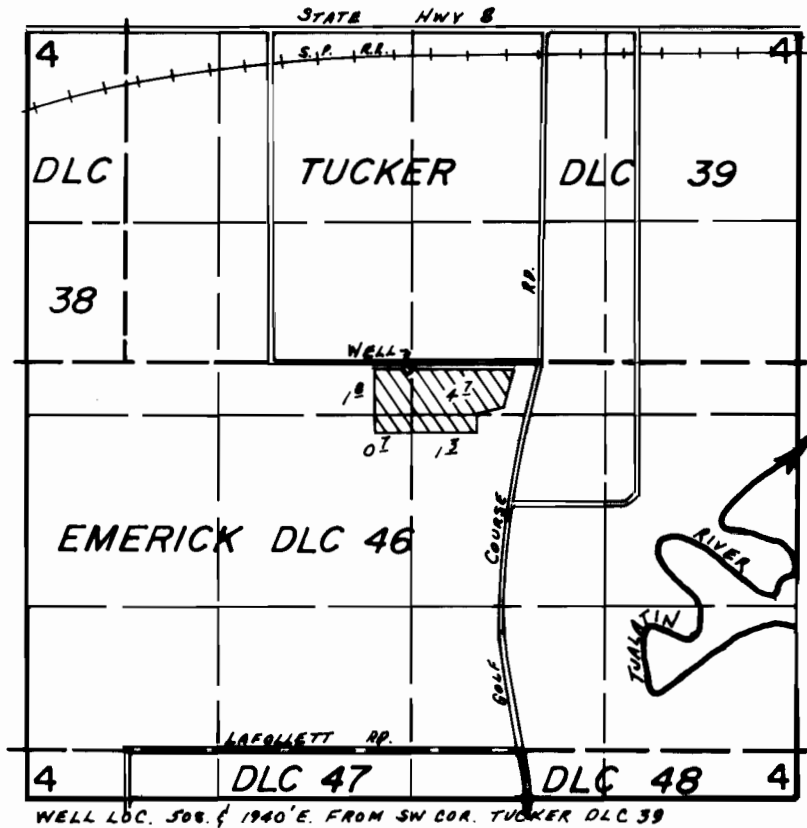 STATE HWY 8
4 4
S. P. R.R.
DLC TUCKER DLC 39
38
RD.
WELL
1 8 4 7
0 7 1 3
COURSE
EMERICK DLC 46
RIVER
TUALATIN
GOLF
LAFOLLETT RD.
4 DLC 47 DLC 48 4
WELL LOC. 50S. & 1940'E. FROM SW COR. TUCKER DLC 39